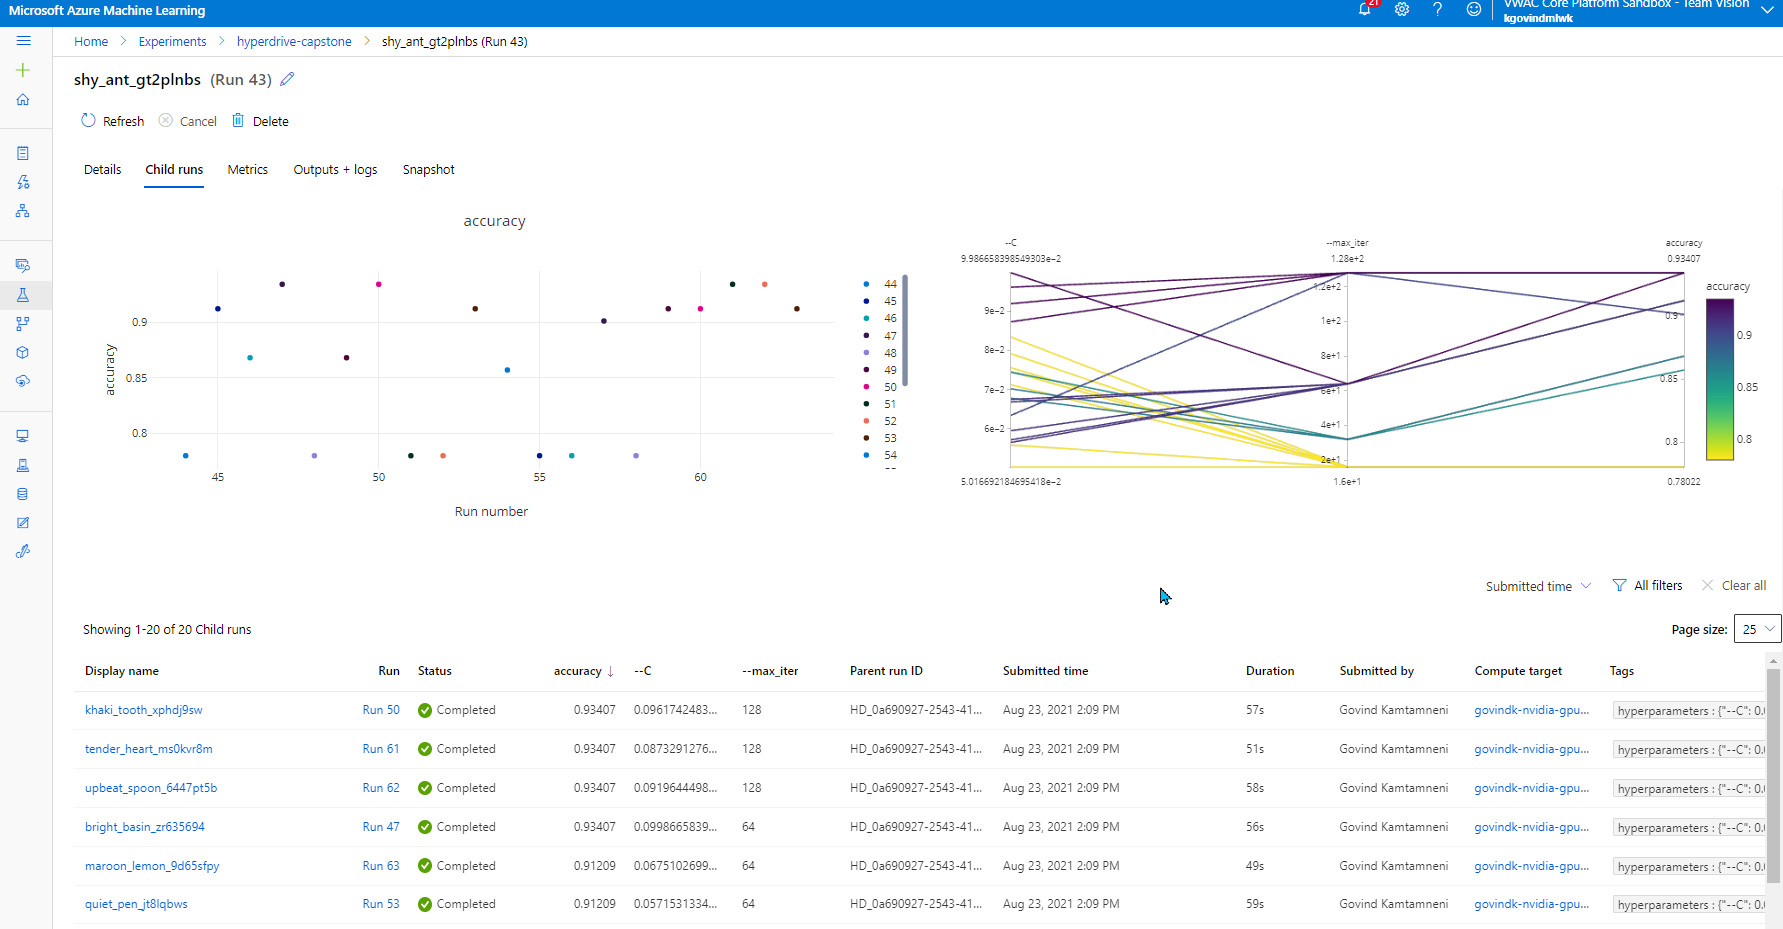 Microsoft Azure Machine Learning
21
VWAC Core Platform Sandbox - Team Vision
kgovindmlwk
Home > Experiments > hyperdrive-capstone > shy_ant_gt2plnbs (Run 43)
shy_ant_gt2plnbs (Run 43)
Refresh Cancel Delete
Details Child runs Metrics Outputs + logs Snapshot
accuracy
accuracy
0.9
0.85
0.8
45 50 55 60
Run number
44
45
46
47
48
49
50
51
52
53
54
--C --max_iter accuracy
9.986658398549303e−2 1.28e+2 0.93407
9e−2
8e−2
7e−2
6e−2
5.016692184695418e−2
1.2e+2
1e+2
8e+1
6e+1
4e+1
2e+1
1.6e+1
0.9
0.85
0.8
0.78022
accuracy
0.9
0.85
0.8
Submitted time All filters Clear all
Showing 1-20 of 20 Child runs Page size: 25
Display name Run Status accuracy ↓ --C --max_iter Parent run ID Submitted time Duration Submitted by Compute target Tags
khaki_tooth_xphdj9sw Run 50 Completed 0.93407 0.0961742483... 128 HD_0a690927-2543-41... Aug 23, 2021 2:09 PM 57s Govind Kamtamneni govindk-nvidia-gpu... hyperparameters : {"--C": 0.0
tender_heart_ms0kvr8m Run 61 Completed 0.93407 0.0873291276... 128 HD_0a690927-2543-41... Aug 23, 2021 2:09 PM 51s Govind Kamtamneni govindk-nvidia-gpu... hyperparameters : {"--C": 0.0
upbeat_spoon_6447pt5b Run 62 Completed 0.93407 0.0919644498... 128 HD_0a690927-2543-41... Aug 23, 2021 2:09 PM 58s Govind Kamtamneni govindk-nvidia-gpu... hyperparameters : {"--C": 0.0
bright_basin_zr635694 Run 47 Completed 0.93407 0.0998665839... 64 HD_0a690927-2543-41... Aug 23, 2021 2:09 PM 56s Govind Kamtamneni govindk-nvidia-gpu... hyperparameters : {"--C": 0.0
maroon_lemon_9d65sfpy Run 63 Completed 0.91209 0.0675102699... 64 HD_0a690927-2543-41... Aug 23, 2021 2:09 PM 49s Govind Kamtamneni govindk-nvidia-gpu... hyperparameters : {"--C": 0.0
quiet_pen_jt8lqbws Run 53 Completed 0.91209 0.0571531334... 64 HD_0a690927-2543-41... Aug 23, 2021 2:09 PM 59s Govind Kamtamneni govindk-nvidia-gpu... hyperparameters : {"--C": 0.0